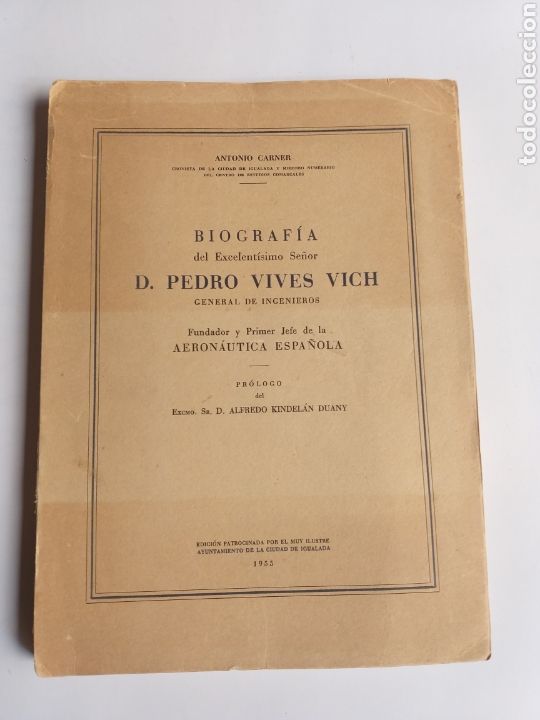 ANTONIO CARNER
CRONISTA DE LA CIUDAD DE IGUALADA Y MIEMBRO NUMERARIO
DEL CENTRO DE ESTUDIOS COMARCALES
BIOGRAFÍA
del Excelentísimo Señor
D. PEDRO VIVES VICH
GENERAL DE INGENIEROS
Fundador y Primer Jefe de la
AERONÁUTICA ESPAÑOLA
PRÓLOGO
del
EXCMO. SR. D. ALFREDO KINDELÁN DUANY
EDICIÓN PATROCINADA POR EL MUY ILUSTRE
AYUNTAMIENTO DE LA CIUDAD DE IGUALADA
1955
todocoleccion